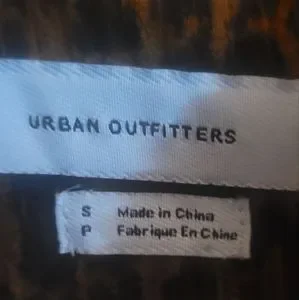 URBAN OUTFITTERS
S Made in China
P Fabrique En Chine